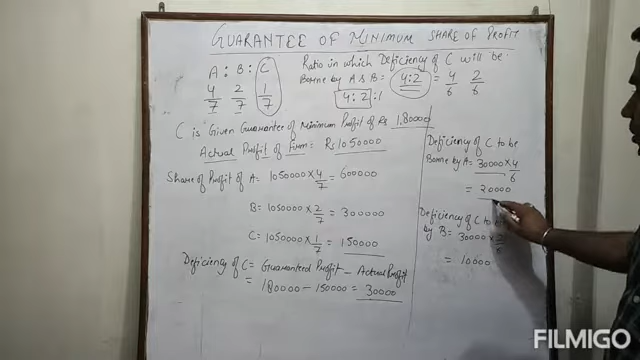 GUARANTEE OF MINIMUM SHARE OF PROFIT
A : B : C
4/7 2/7 1/7
Ratio in which Deficiency of C will be
Borne by A & B = 4:2 = 4/6 2/6
4:2:1
C is Given Guarantee of Minimum Profit of Rs 180000
Actual Profit of Firm: Rs 1050000
Share of Profit of A = 1050000 × 4/7 = 600000
B = 1050000 × 2/7 = 300000
C = 1050000 × 1/7 = 150000
Deficiency of C = Guaranteed Profit – Actual Profit
= 180000 – 150000 = 30000
Deficiency of C to be
Borne by A = 30000 × 4/6
= 20000
Deficiency of C to
by B = 30000 ×
= 10000
FILMIGO